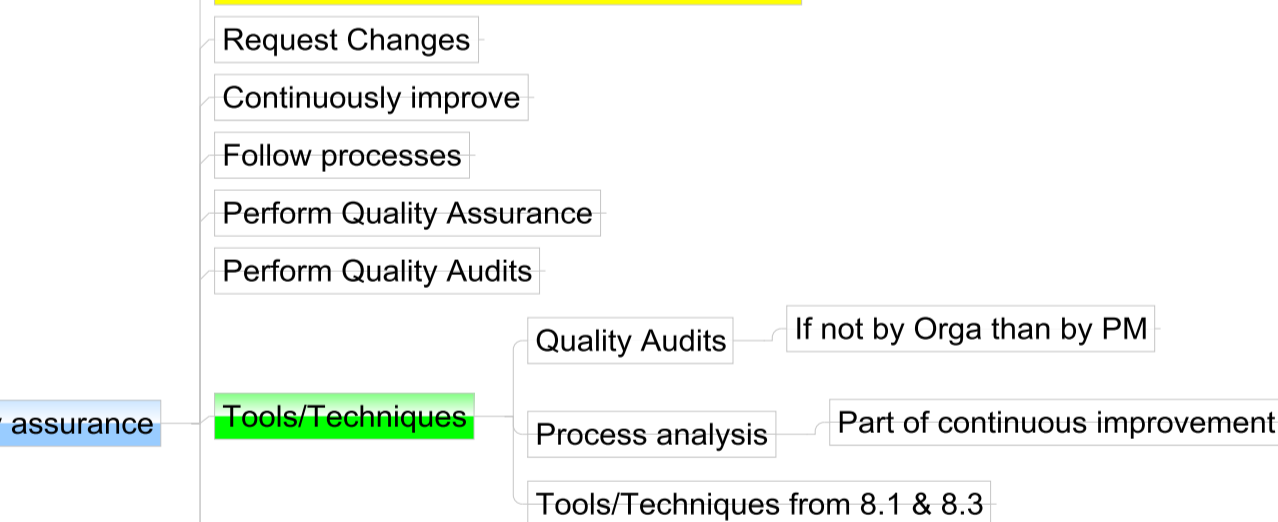 Request Changes
Continuously improve
Follow processes
Perform Quality Assurance
Perform Quality Audits
If not by Orga than by PM
Quality Audits
Tools/Techniques
assurance
Part of continuous improvement
Process analysis
Tools/Techniques from 8.1 & 8.3